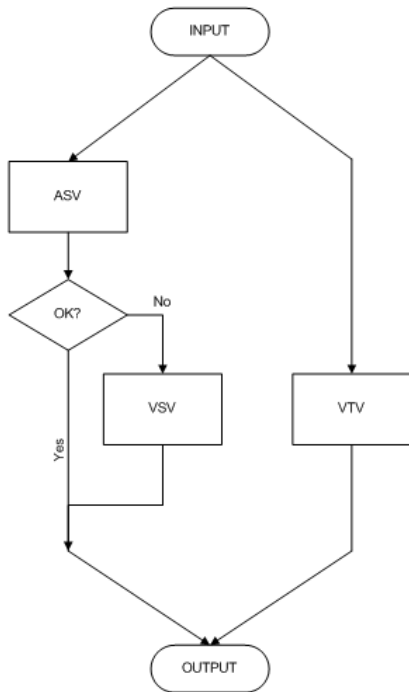 INPUT
ASV
OK?
No
VSV
VTV
Yes
OUTPUT